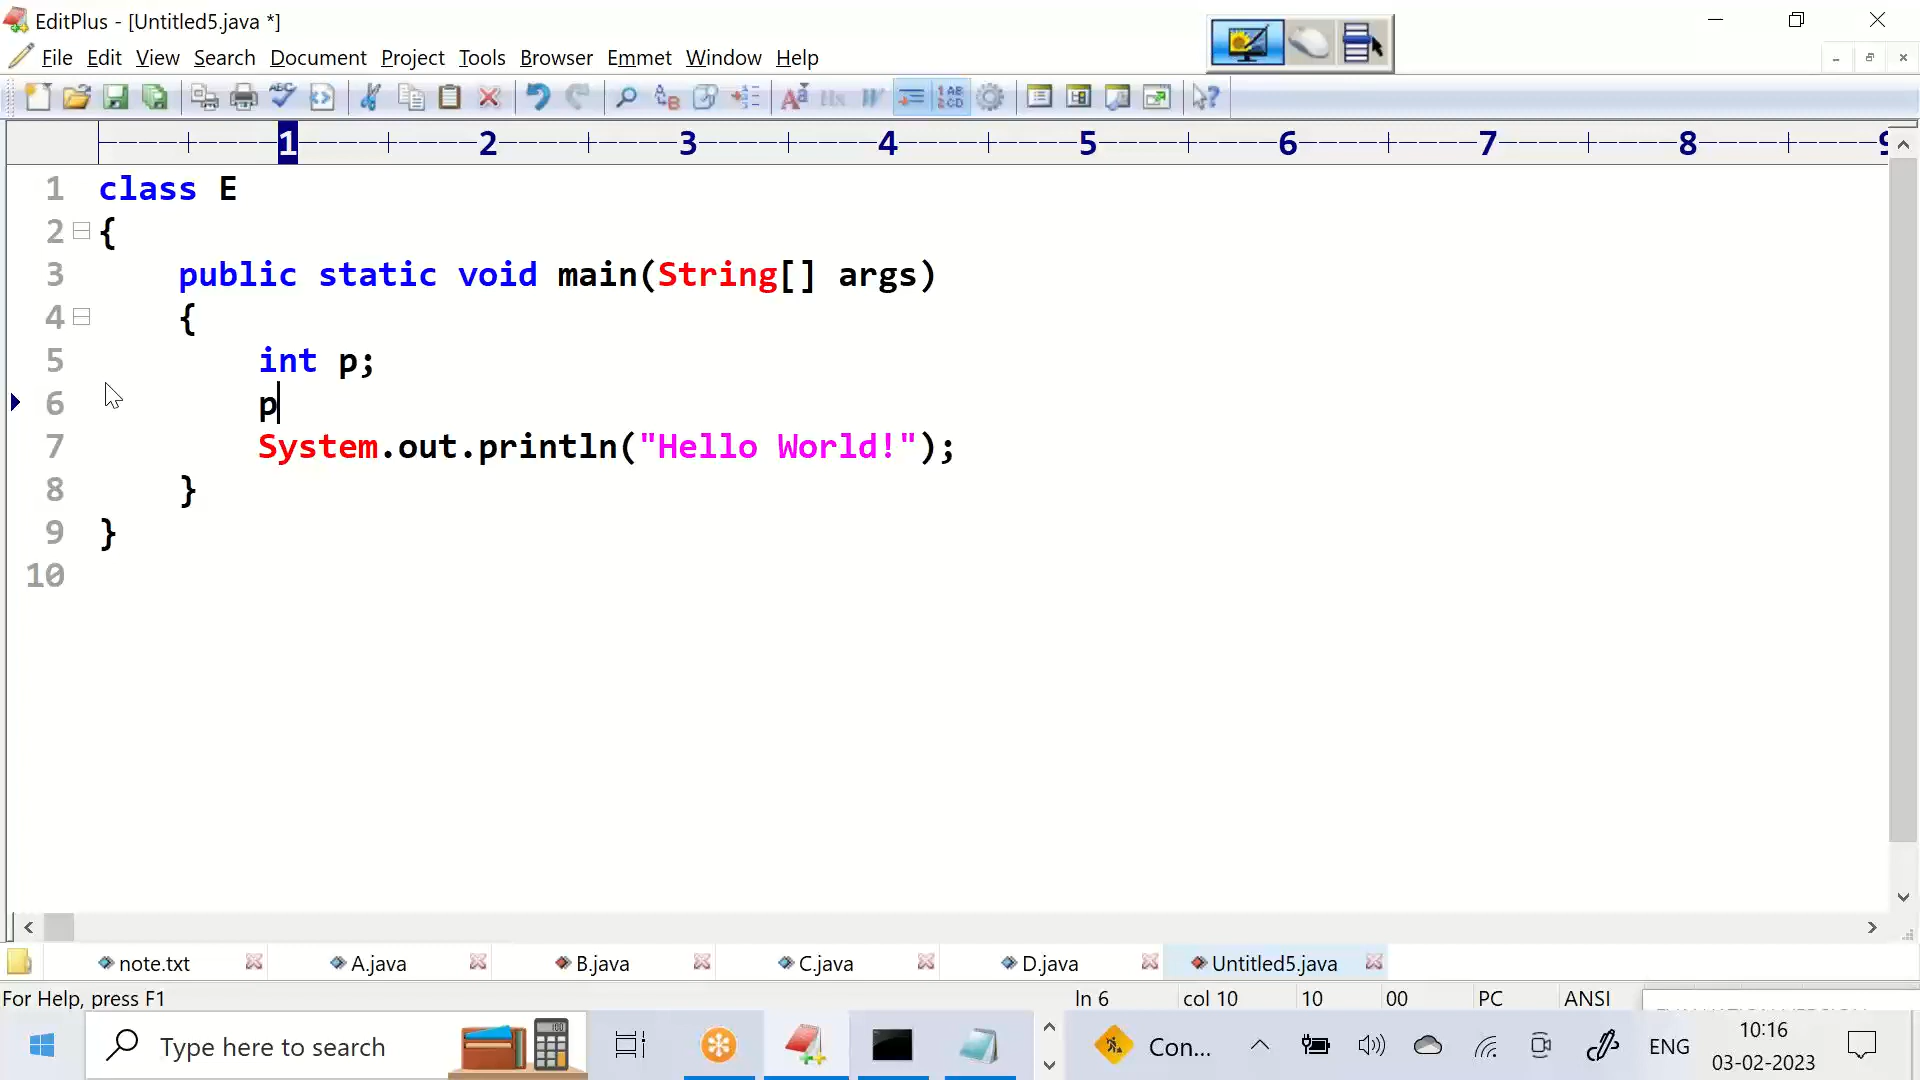 EditPlus - [Untitled5.java *]
File Edit View Search Document Project Tools Browser Emmet Window Help
1 2 3 4 5 6 7 8 9
1 class E
2 {
3 public static void main(String[] args)
4 {
5 int p;
6 p
7 System.out.println("Hello World!");
8 }
9 }
10
note.txt A.java B.java C.java D.java Untitled5.java
For Help, press F1 ln 6 col 10 10 00 PC ANSI
Type here to search Con... ENG 10:16
03-02-2023